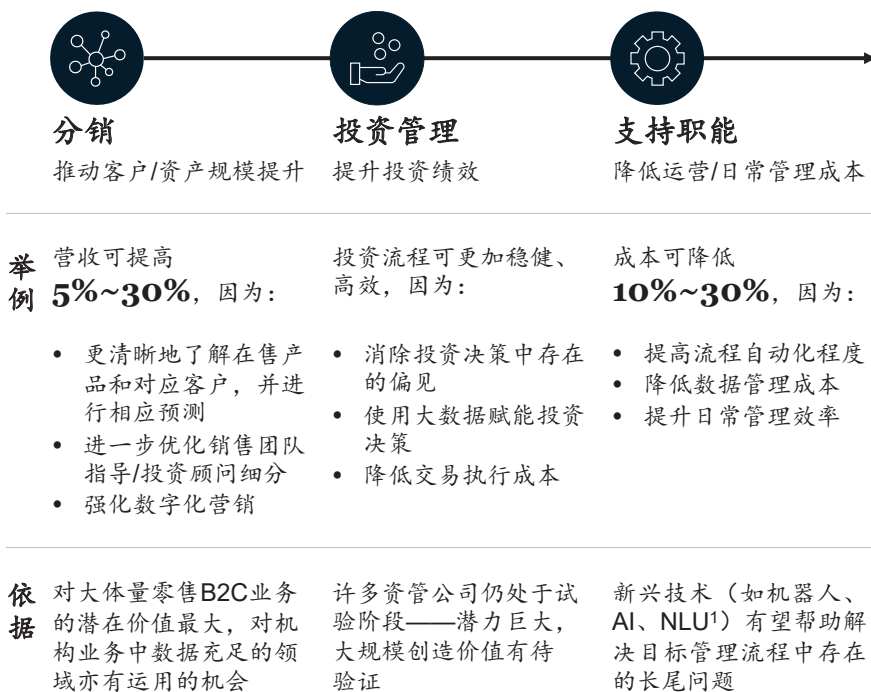 分销
推动客户/资产规模提升
投资管理
提升投资绩效
支持职能
降低运营/日常管理成本
举
例
营收可提高
5%~30%，因为：
• 更清晰地了解在售产
品和对应客户，并进
行相应预测
• 进一步优化销售团队
指导/投资顾问细分
• 强化数字化营销
投资流程可更加稳健、
高效，因为：
• 消除投资决策中存在
的偏见
• 使用大数据赋能投资
决策
• 降低交易执行成本
成本可降低
10%~30%，因为：
• 提高流程自动化程度
• 降低数据管理成本
• 提升日常管理效率
依
据
对大体量零售B2C业务
的潜在价值最大，对机
构业务中数据充足的领
域亦有运用的机会
许多资管公司仍处于试
验阶段——潜力巨大，
大规模创造价值有待
验证
新兴技术（如机器人、
AI、NLU¹）有望帮助解
决目标管理流程中存在
的长尾问题